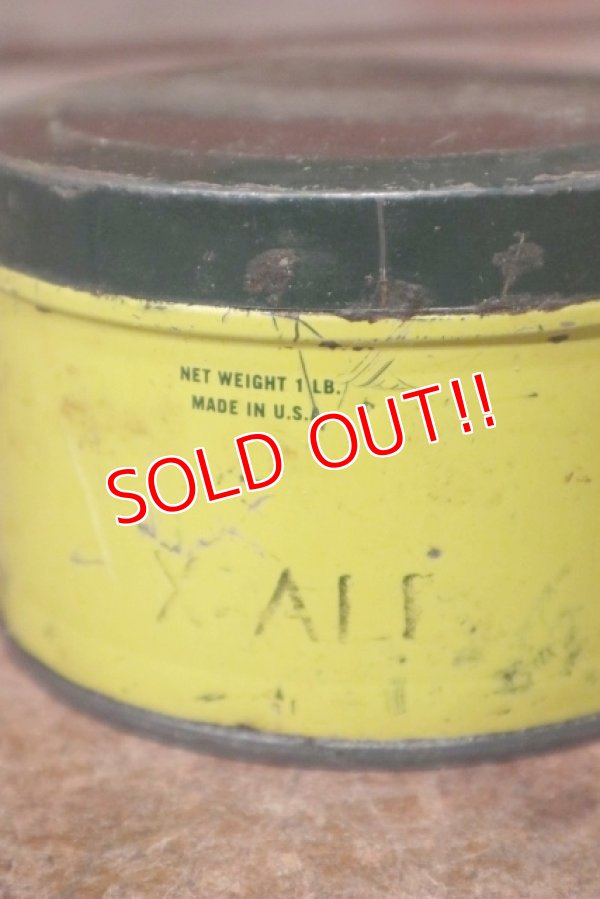 NET WEIGHT 1 LB.
MADE IN U.S.A.
SOLD OUT!!